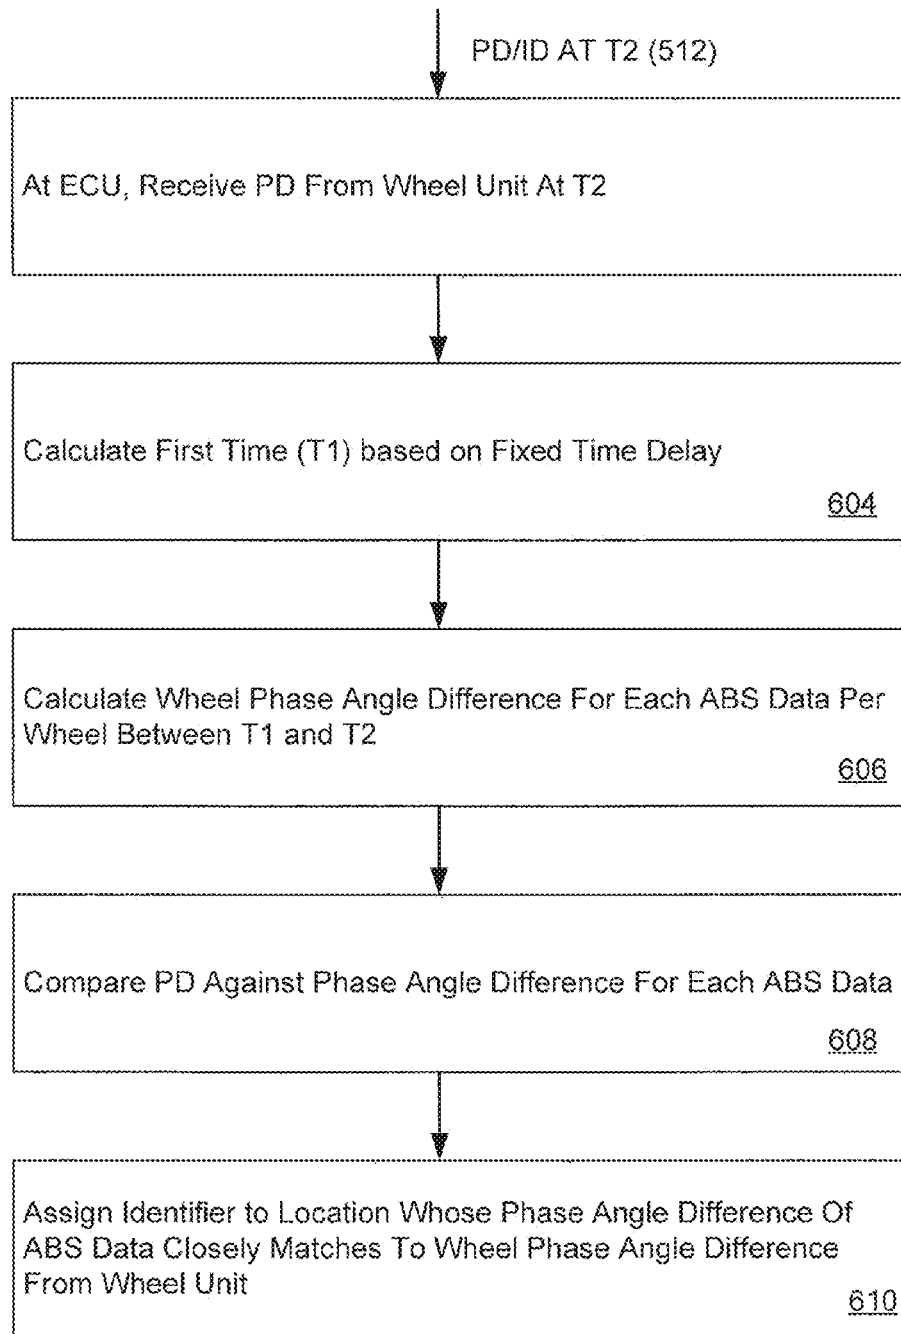 PD/ID AT T2 (512)
At ECU, Receive PD From Wheel Unit At T2
Calculate First Time (T1) based on Fixed Time Delay
604
Calculate Wheel Phase Angle Difference For Each ABS Data Per
Wheel Between T1 and T2
606
Compare PD Against Phase Angle Difference For Each ABS Data
608
Assign Identifier to Location Whose Phase Angle Difference Of
ABS Data Closely Matches To Wheel Phase Angle Difference
From Wheel Unit
610